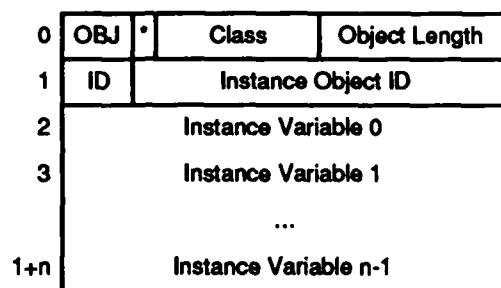 0 OBJ * Class Object Length
1 ID Instance Object ID
2 Instance Variable 0
3 Instance Variable 1
...
1+n Instance Variable n-1